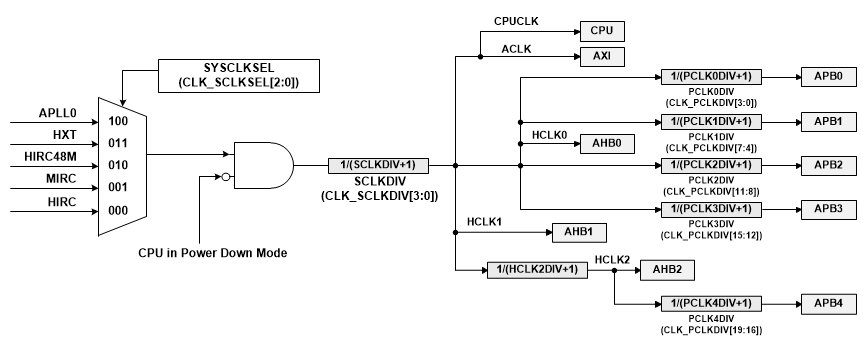 CPUCLK
CPU
ACLK
AXI
SYSCLKSEL
(CLK_SCLKSEL[2:0])
1/(PCLK0DIV+1)
APB0
PCLK0DIV
(CLK_PCLKDIV[3:0])
APLL0
100
HXT
011
HIRC48M
010
MIRC
001
HIRC
000
CPU in Power Down Mode
1/(SCLKDIV+1)
SCLKDIV
(CLK_SCLKDIV[3:0])
HCLK0
AHB0
1/(PCLK1DIV+1)
APB1
PCLK1DIV
(CLK_PCLKDIV[7:4])
1/(PCLK2DIV+1)
APB2
PCLK2DIV
(CLK_PCLKDIV[11:8])
1/(PCLK3DIV+1)
APB3
PCLK3DIV
(CLK_PCLKDIV[15:12])
HCLK1
AHB1
1/(HCLK2DIV+1)
HCLK2
AHB2
1/(PCLK4DIV+1)
APB4
PCLK4DIV
(CLK_PCLKDIV[19:16])